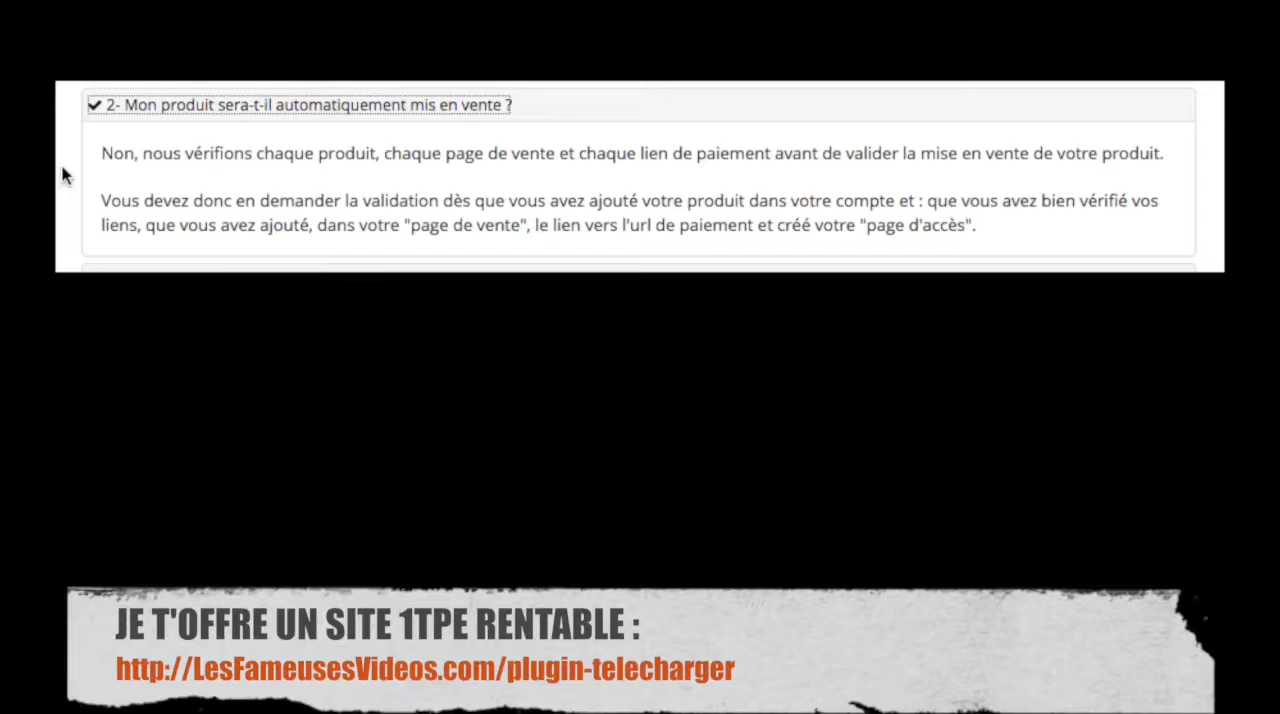 ✔ 2- Mon produit sera-t-il automatiquement mis en vente ?
Non, nous vérifions chaque produit, chaque page de vente et chaque lien de paiement avant de valider la mise en vente de votre produit.
Vous devez donc en demander la validation dès que vous avez ajouté votre produit dans votre compte et : que vous avez bien vérifié vos
liens, que vous avez ajouté, dans votre "page de vente", le lien vers l'url de paiement et créé votre "page d'accès".
JE T'OFFRE UN SITE 1TPE RENTABLE :
http://LesFameusesVideos.com/plugin-telecharger